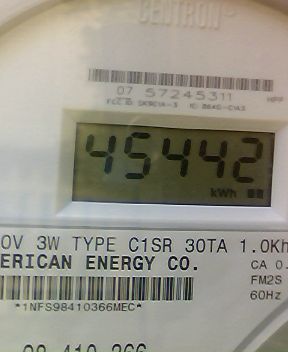 CENTRON
07 57245311
45442
kWh
0V 3W TYPE C1SR 30TA 1.0Kh
ERICAN ENERGY CO.
CA 0.
FM2S
60Hz
*1NFS98410366MEC*